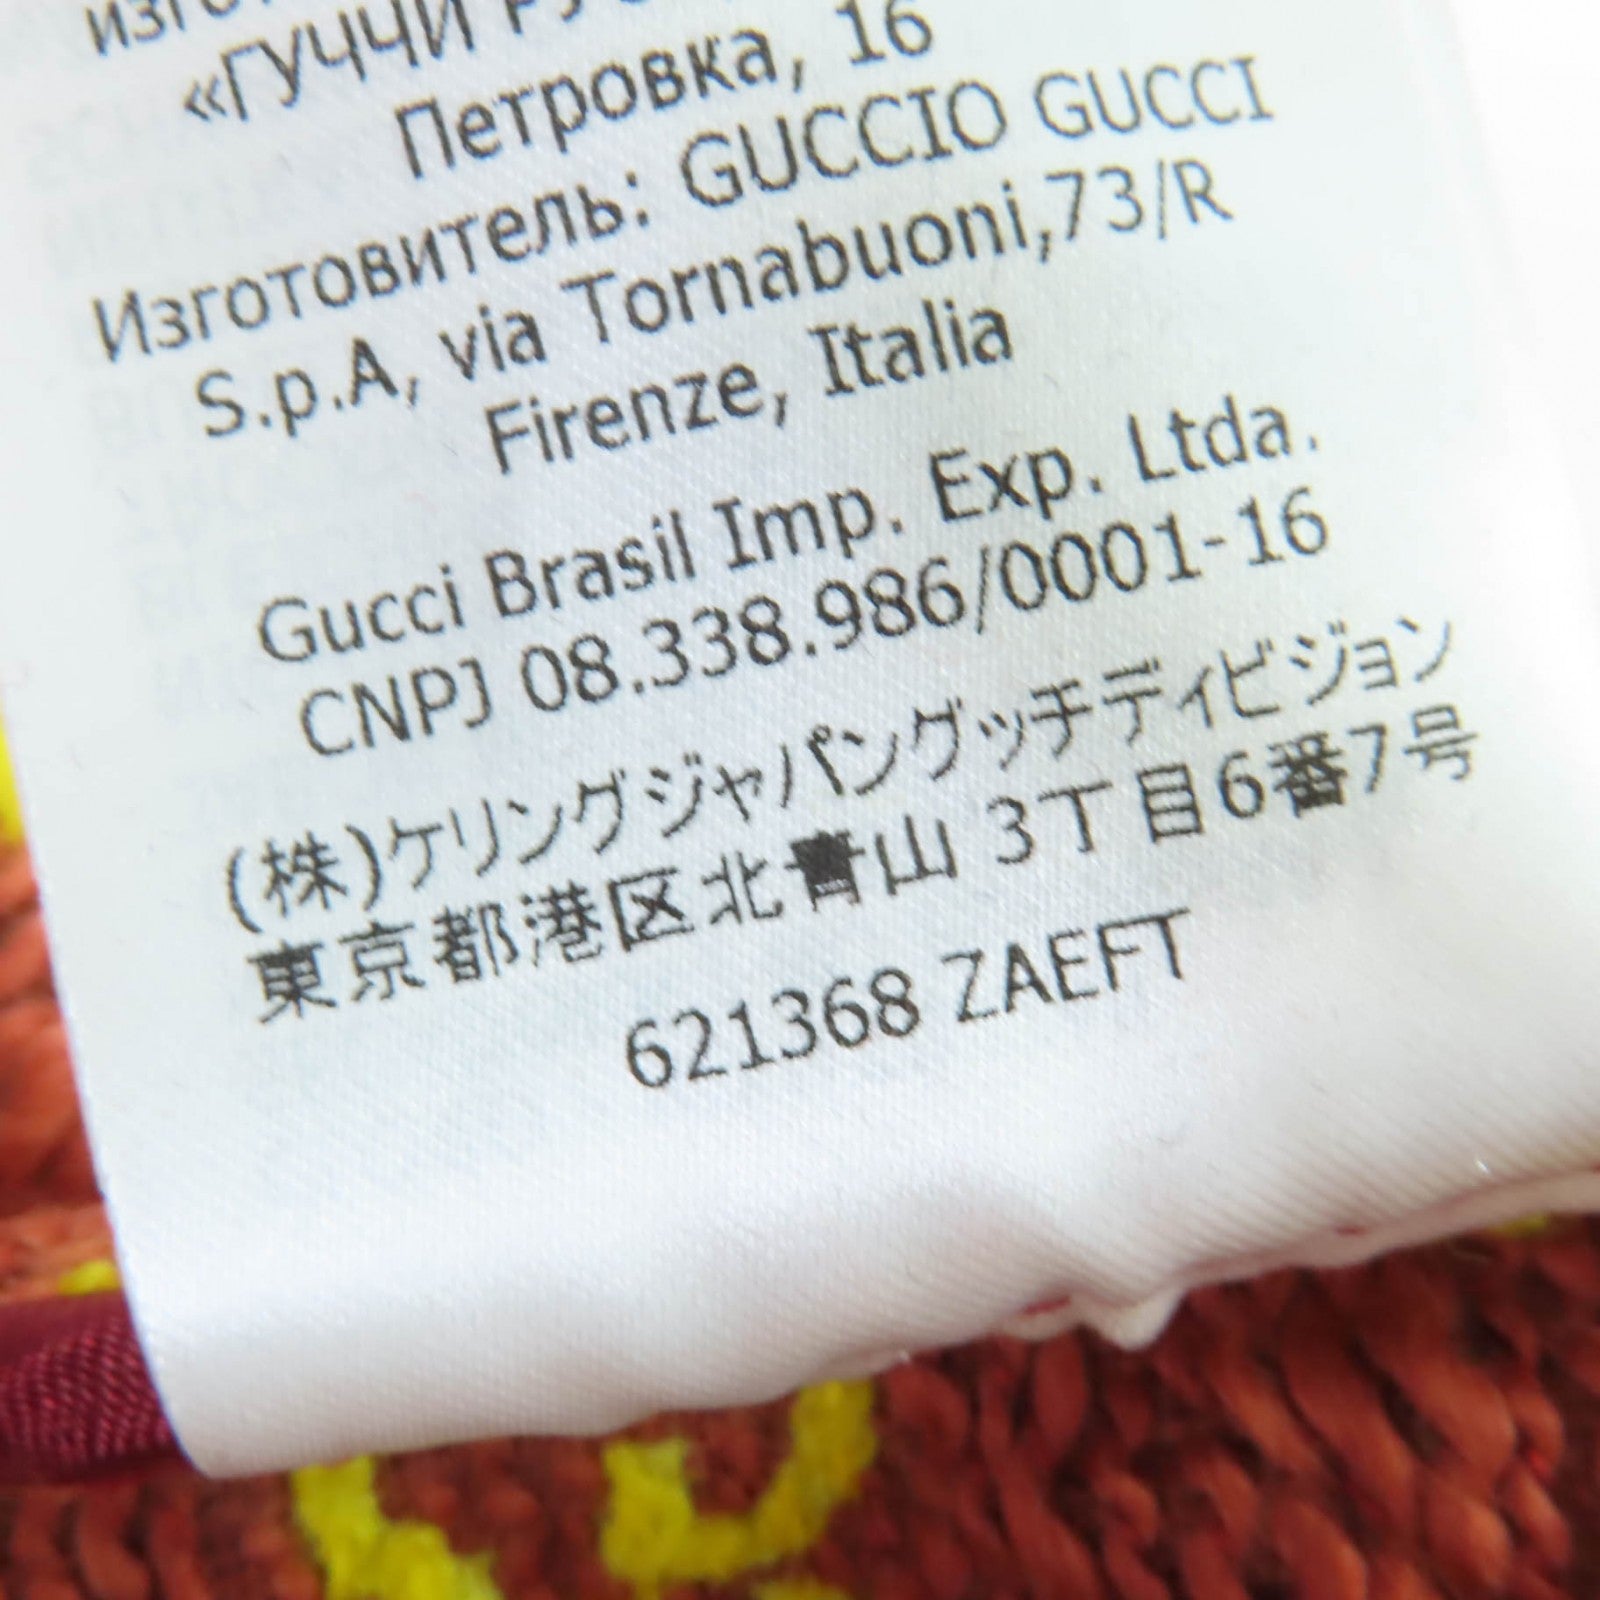 «ГУЧЧИ
Петровка, 16
Изготовитель: GUCCIO GUCCI
S.p.A, via Tornabuoni,73/R
Firenze, Italia
Gucci Brasil Imp. Exp. Ltda.
CNPJ 08.338.986/0001-16
(株)ケリングジャパングッチディビジョン
東京都港区北青山 3丁目6番7号
621368 ZAEFT